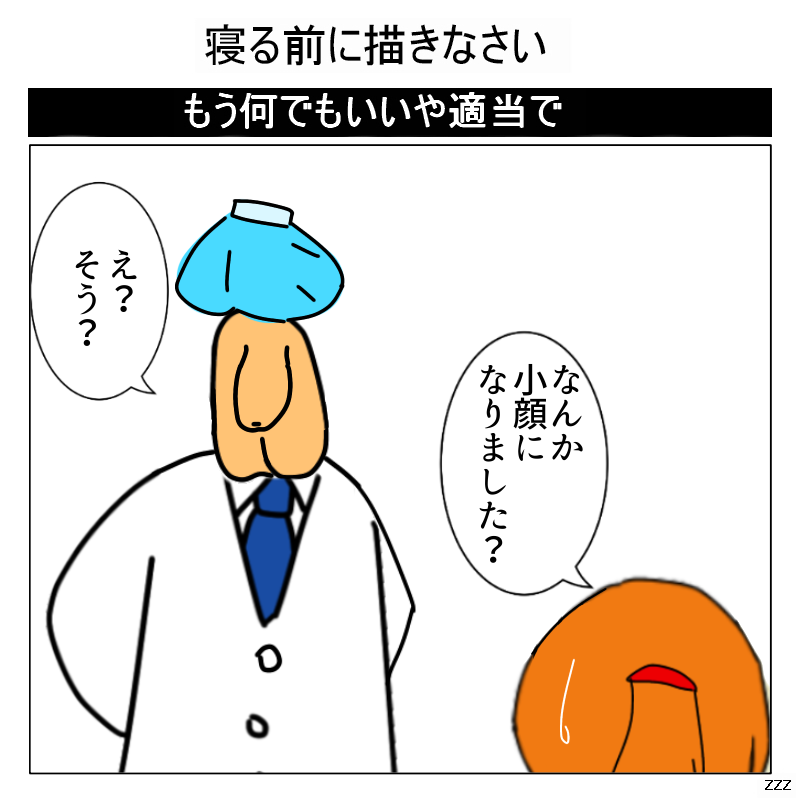 寝る前に描きなさい
もう何でもいいや適当で
なんか
小顔に
なりました？
え？
そう？
zzz